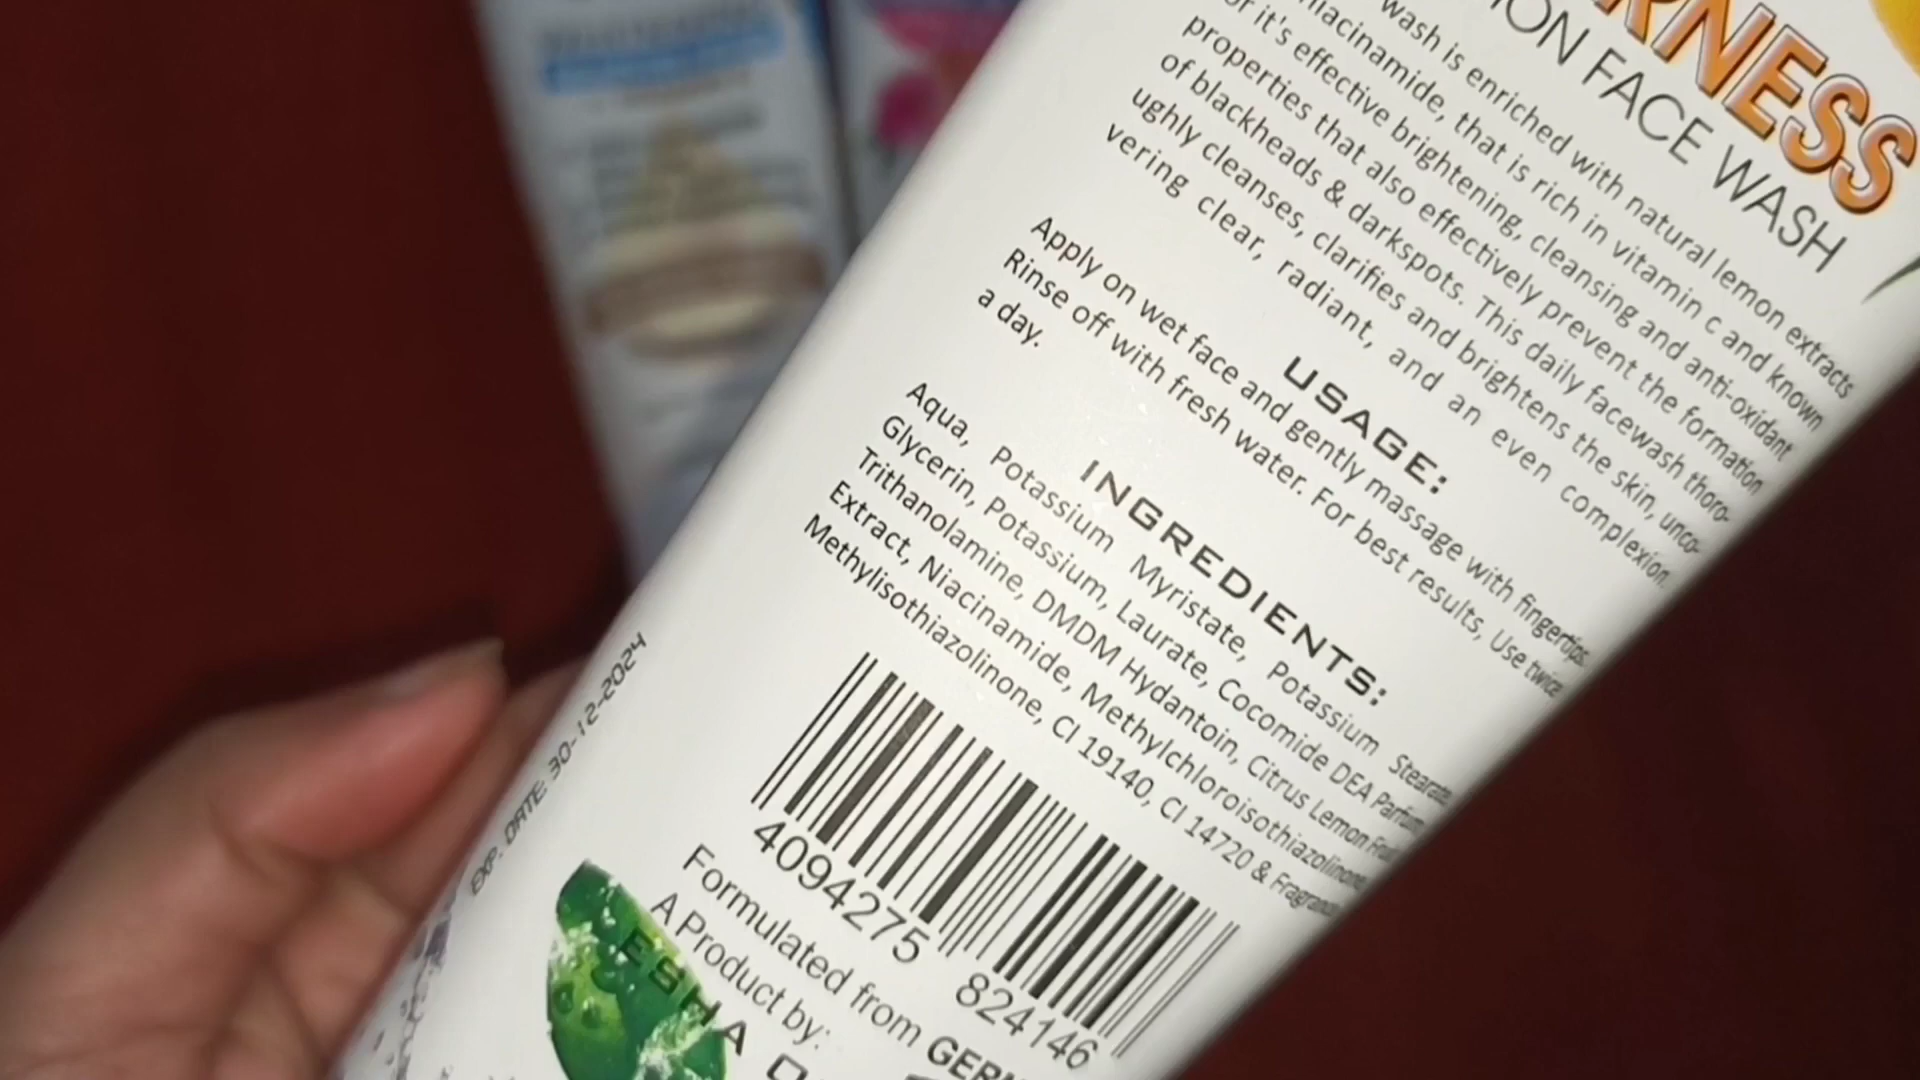 RNESS
ION FACE WASH
wash is enriched with natural lemon extracts
niacinamide, that is rich in vitamin c and known
or it's effective brightening, cleansing and anti-oxidant
properties that also effectively prevent the formation
of blackheads & darkspots. This daily facewash thoro-
ughly cleanses, clarifies and brightens the skin, unco-
vering clear, radiant, and an even complexion.
USAGE:
Apply on wet face and gently massage with fingertips.
Rinse off with fresh water. For best results, Use twice
a day.
INGREDIENTS:
Aqua, Potassium Myristate, Potassium Stearate,
Glycerin, Potassium, Laurate, Cocomide DEA Parfum,
Trithanolamine, DMDM Hydantoin, Citrus Lemon Fruit
Extract, Niacinamide, Methylchloroisothiazolinone,
Methylisothiazolinone, CI 19140, CI 14720 & Fragrance
4094275 824146
EXP. DATE: 30-12-2024
Formulated from GERM
A Product by:
ESHA